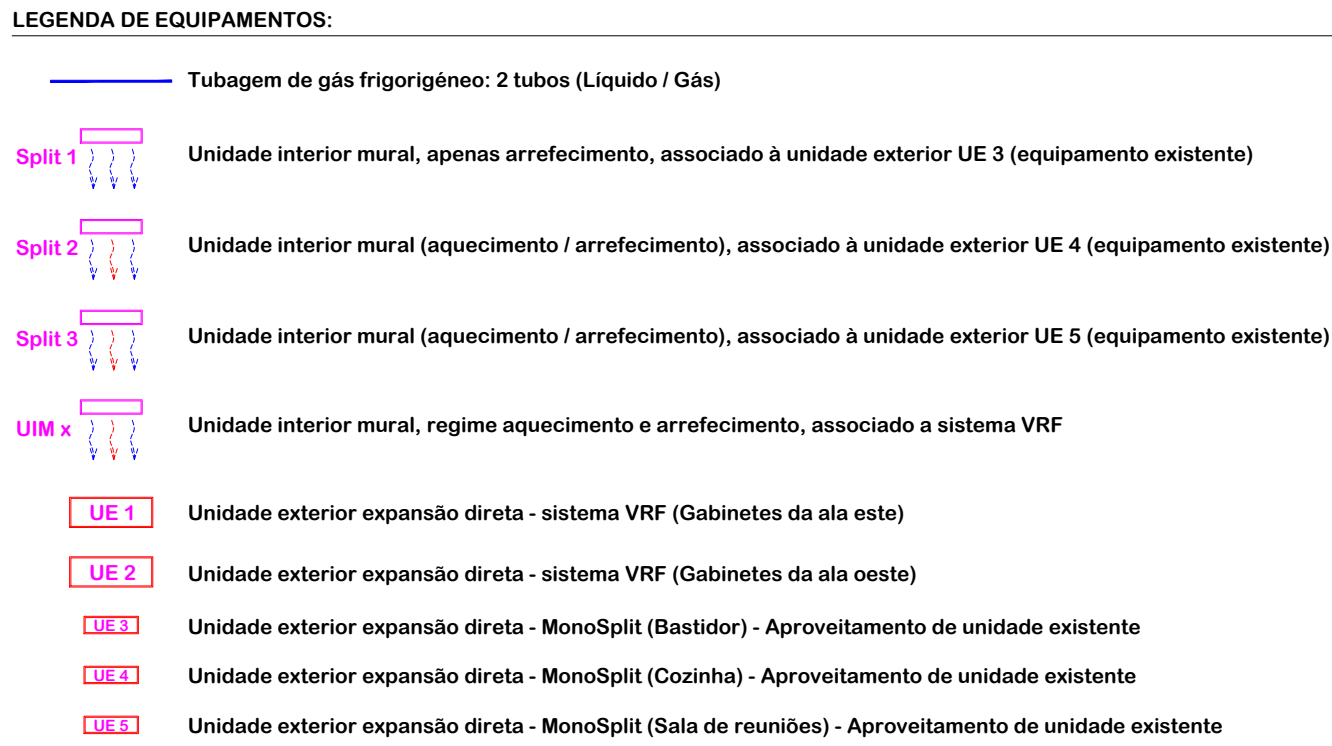 LEGENDA DE EQUIPAMENTOS:
Tubagem de gás frigorigéneo: 2 tubos (Líquido / Gás)
Split 1 Unidade interior mural, apenas arrefecimento, associado à unidade exterior UE 3 (equipamento existente)
Split 2 Unidade interior mural (aquecimento / arrefecimento), associado à unidade exterior UE 4 (equipamento existente)
Split 3 Unidade interior mural (aquecimento / arrefecimento), associado à unidade exterior UE 5 (equipamento existente)
UIM x Unidade interior mural, regime aquecimento e arrefecimento, associado a sistema VRF
UE 1 Unidade exterior expansão direta - sistema VRF (Gabinetes da ala este)
UE 2 Unidade exterior expansão direta - sistema VRF (Gabinetes da ala oeste)
UE 3 Unidade exterior expansão direta - MonoSplit (Bastidor) - Aproveitamento de unidade existente
UE 4 Unidade exterior expansão direta - MonoSplit (Cozinha) - Aproveitamento de unidade existente
UE 5 Unidade exterior expansão direta - MonoSplit (Sala de reuniões) - Aproveitamento de unidade existente